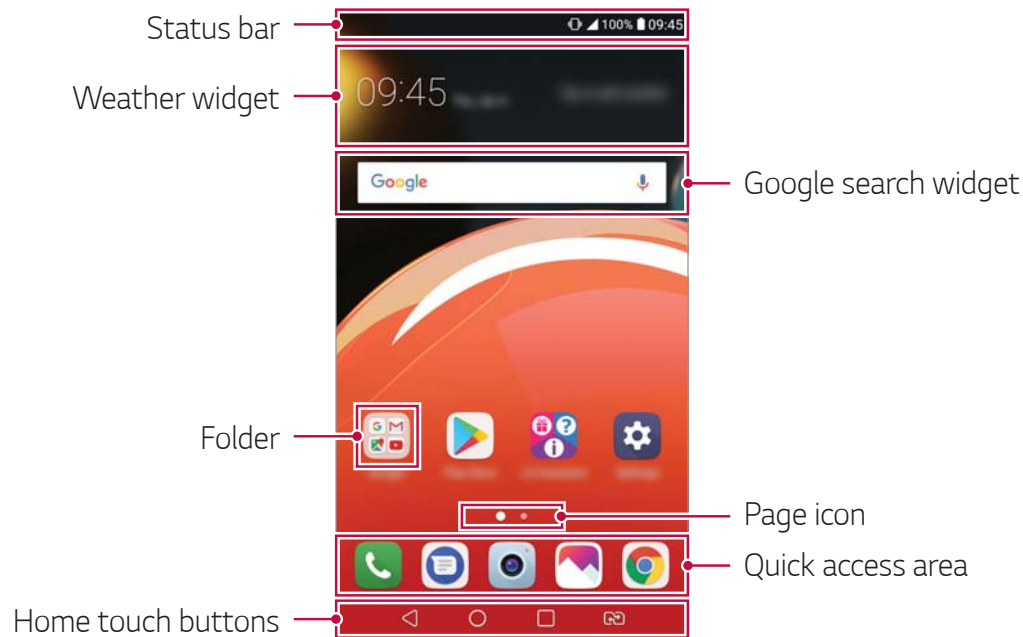 Status bar
100% 09:45
Weather widget
09:45
Google
Google search widget
Folder
Page icon
Quick access area
Home touch buttons